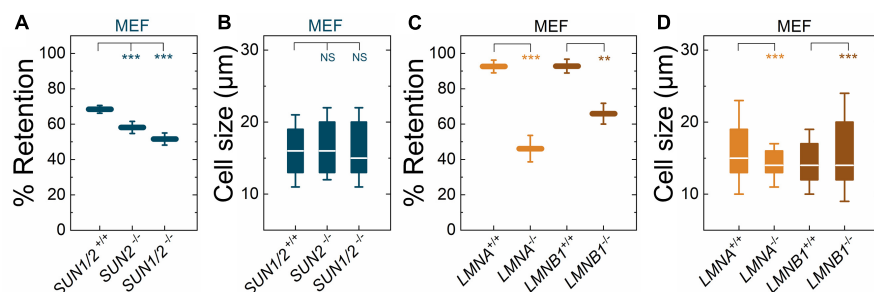 A
MEF
% Retention
100
80
60
40
20
0
***
***
SUN1/2+/+
SUN2-/-
SUN1/2-/-
B
MEF
Cell size (µm)
30
20
10
NS
NS
SUN1/2+/+
SUN2-/-
SUN1/2-/-
C
MEF
% Retention
100
80
60
40
20
0
***
**
LMNA+/+
LMNA-/-
LMNB1+/+
LMNB1-/-
D
MEF
Cell size (µm)
30
20
10
***
***
LMNA+/+
LMNA-/-
LMNB1+/+
LMNB1-/-